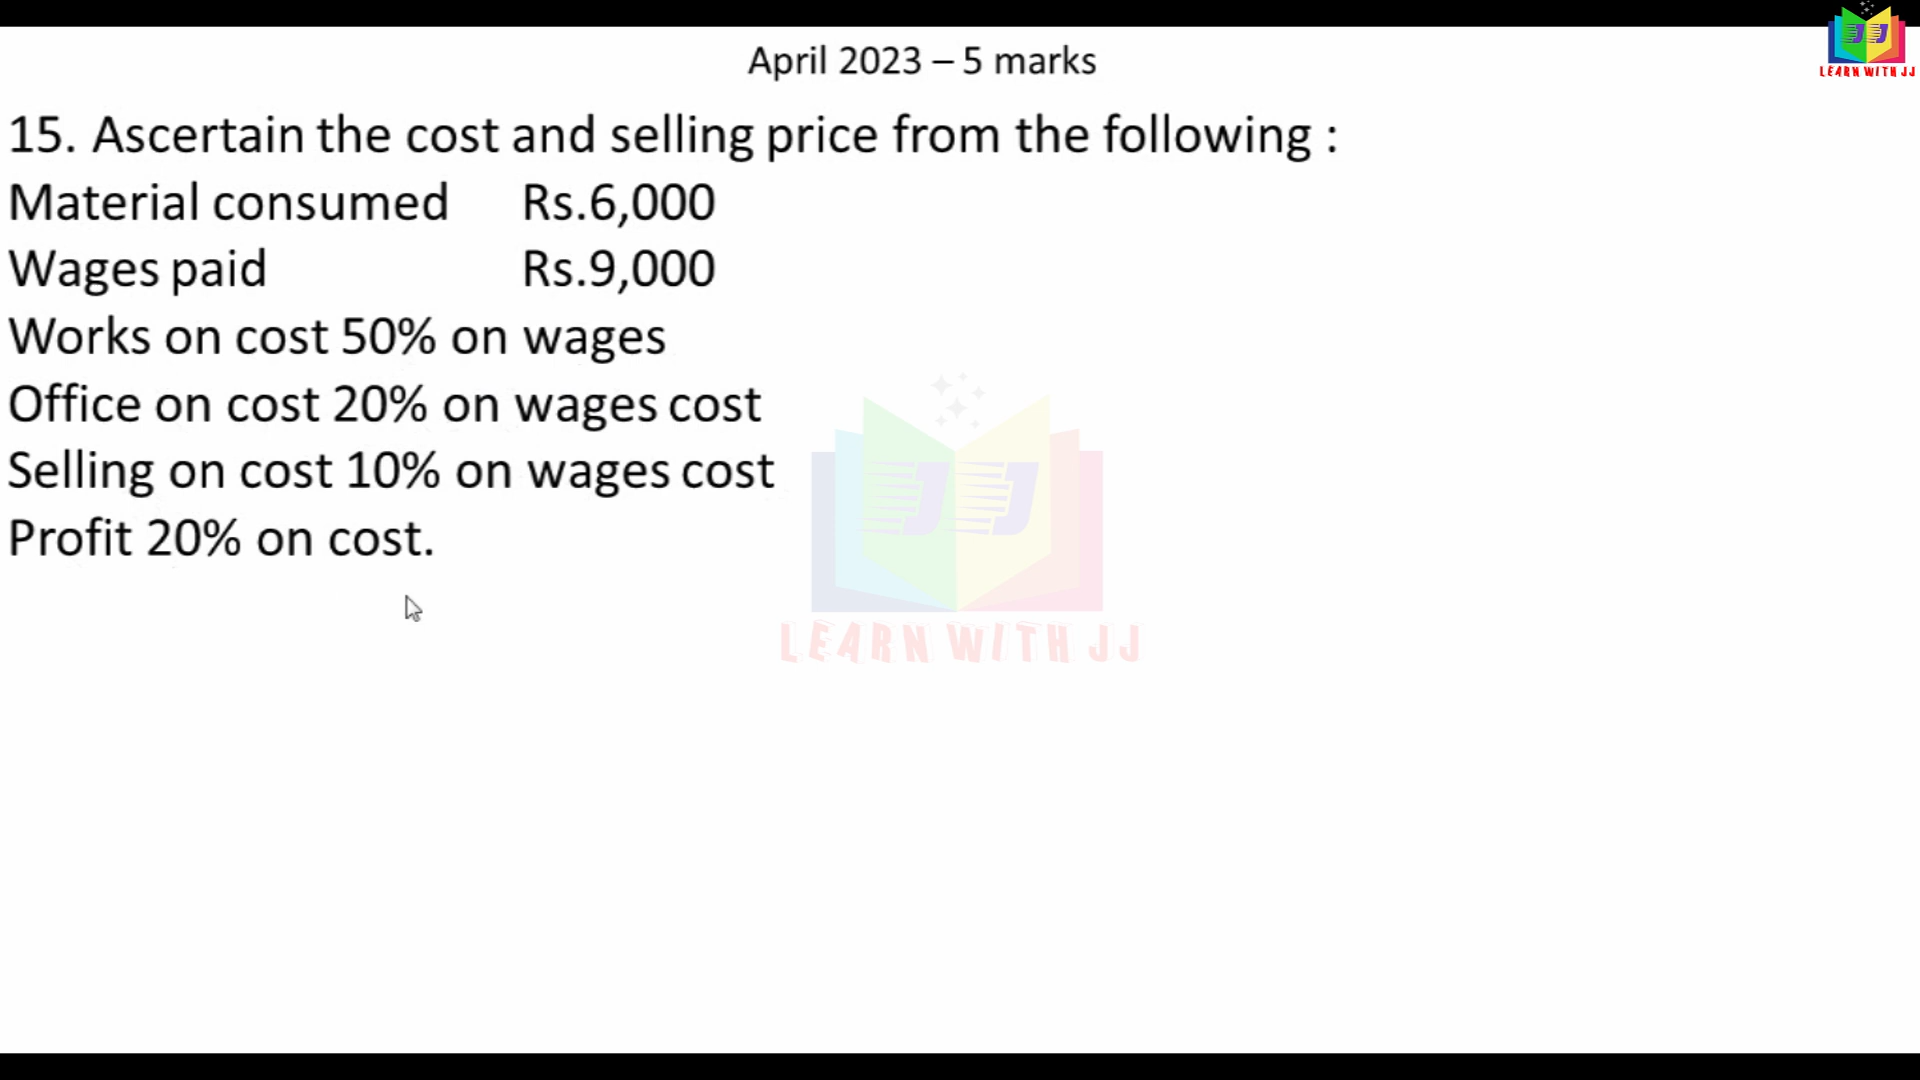 April 2023 – 5 marks
LEARN WITH JJ
15. Ascertain the cost and selling price from the following :
Material consumed Rs.6,000
Wages paid Rs.9,000
Works on cost 50% on wages
Office on cost 20% on wages cost
Selling on cost 10% on wages cost
Profit 20% on cost.
JJ
LEARN WITH JJ